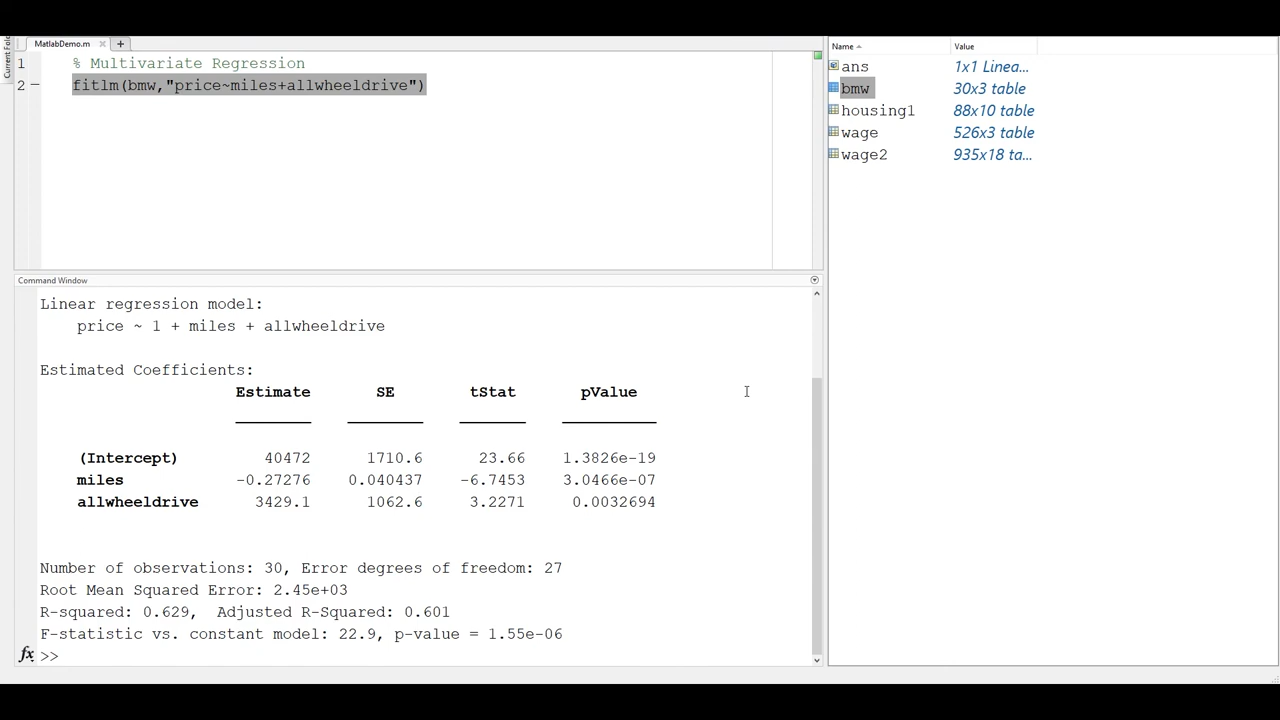 Current Fol
MatlabDemo.m
1 % Multivariate Regression
2 fitlm(bmw,"price~miles+allwheeldrive")
Name Value
ans 1x1 Linea...
bmw 30x3 table
housing1 88x10 table
wage 526x3 table
wage2 935x18 ta...
Command Window
Linear regression model:
price ~ 1 + miles + allwheeldrive
Estimated Coefficients:
Estimate SE tStat pValue
(Intercept) 40472 1710.6 23.66 1.3826e-19
miles -0.27276 0.040437 -6.7453 3.0466e-07
allwheeldrive 3429.1 1062.6 3.2271 0.0032694
Number of observations: 30, Error degrees of freedom: 27
Root Mean Squared Error: 2.45e+03
R-squared: 0.629, Adjusted R-Squared: 0.601
F-statistic vs. constant model: 22.9, p-value = 1.55e-06
fx >>